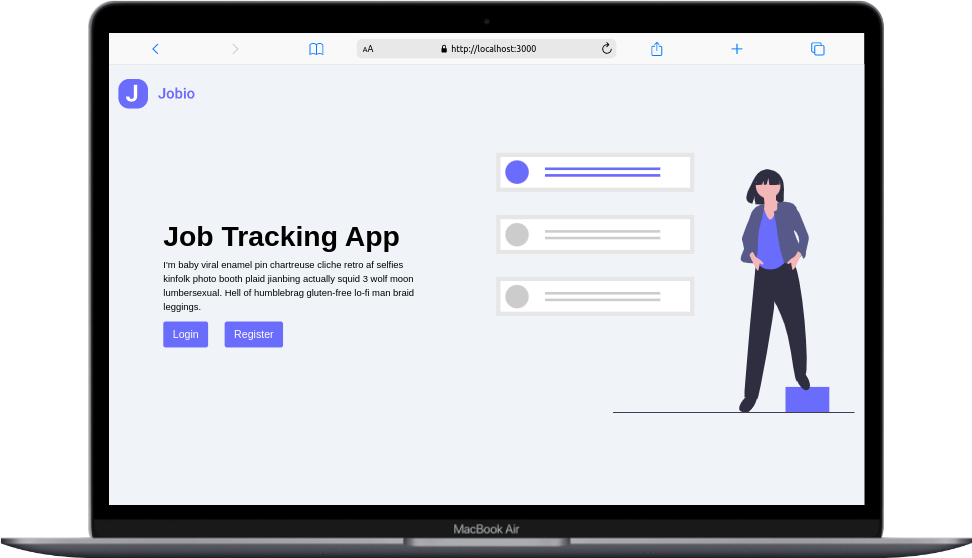 AA
http://localhost:3000
J
Jobio
Job Tracking App
I'm baby viral enamel pin chartreuse cliche retro af selfies
kinfolk photo booth plaid jianbing actually squid 3 wolf moon
lumbersexual. Hell of humblebrag gluten-free lo-fi man braid
leggings.
Login
Register
MacBook Air